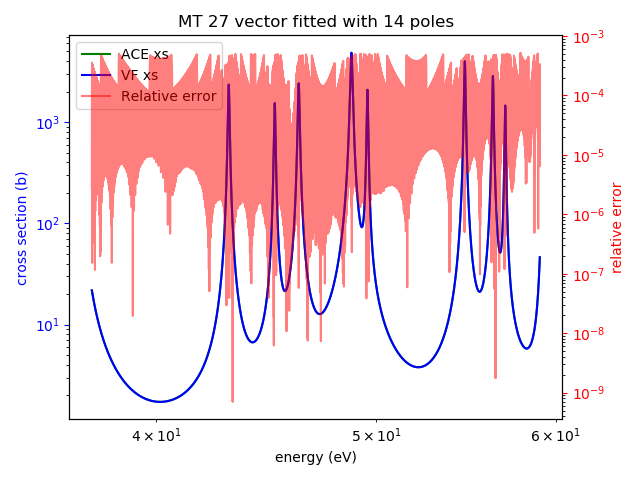 MT 27 vector fitted with 14 poles
ACE xs
VF xs
Relative error
cross section (b)
10³
10²
10¹
10⁻³
10⁻⁴
10⁻⁵
10⁻⁶
10⁻⁷
10⁻⁸
10⁻⁹
relative error
4 × 10¹
5 × 10¹
6 × 10¹
energy (eV)